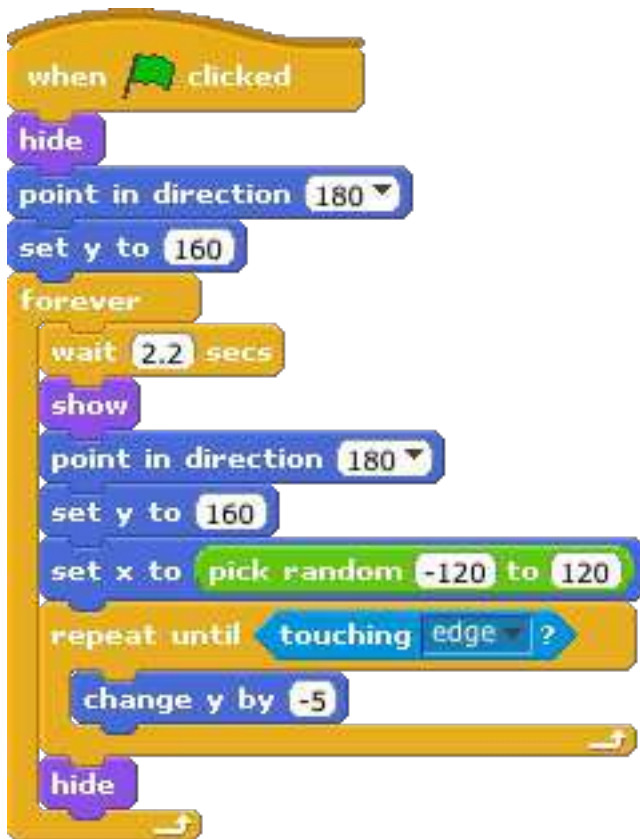 when clicked
hide
point in direction 180
set y to 160
forever
wait 2.2 secs
show
point in direction 180
set y to 160
set x to pick random -120 to 120
repeat until touching edge ?
change y by -5
hide